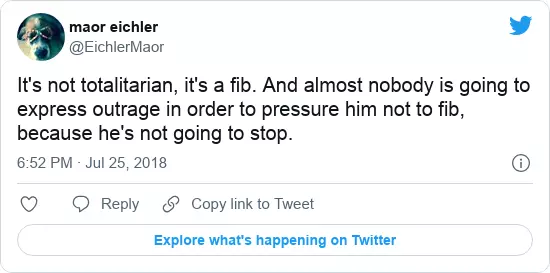 maor eichler
@EichlerMaor
It's not totalitarian, it's a fib. And almost nobody is going to
express outrage in order to pressure him not to fib,
because he's not going to stop.
6:52 PM · Jul 25, 2018
Reply
Copy link to Tweet
Explore what's happening on Twitter